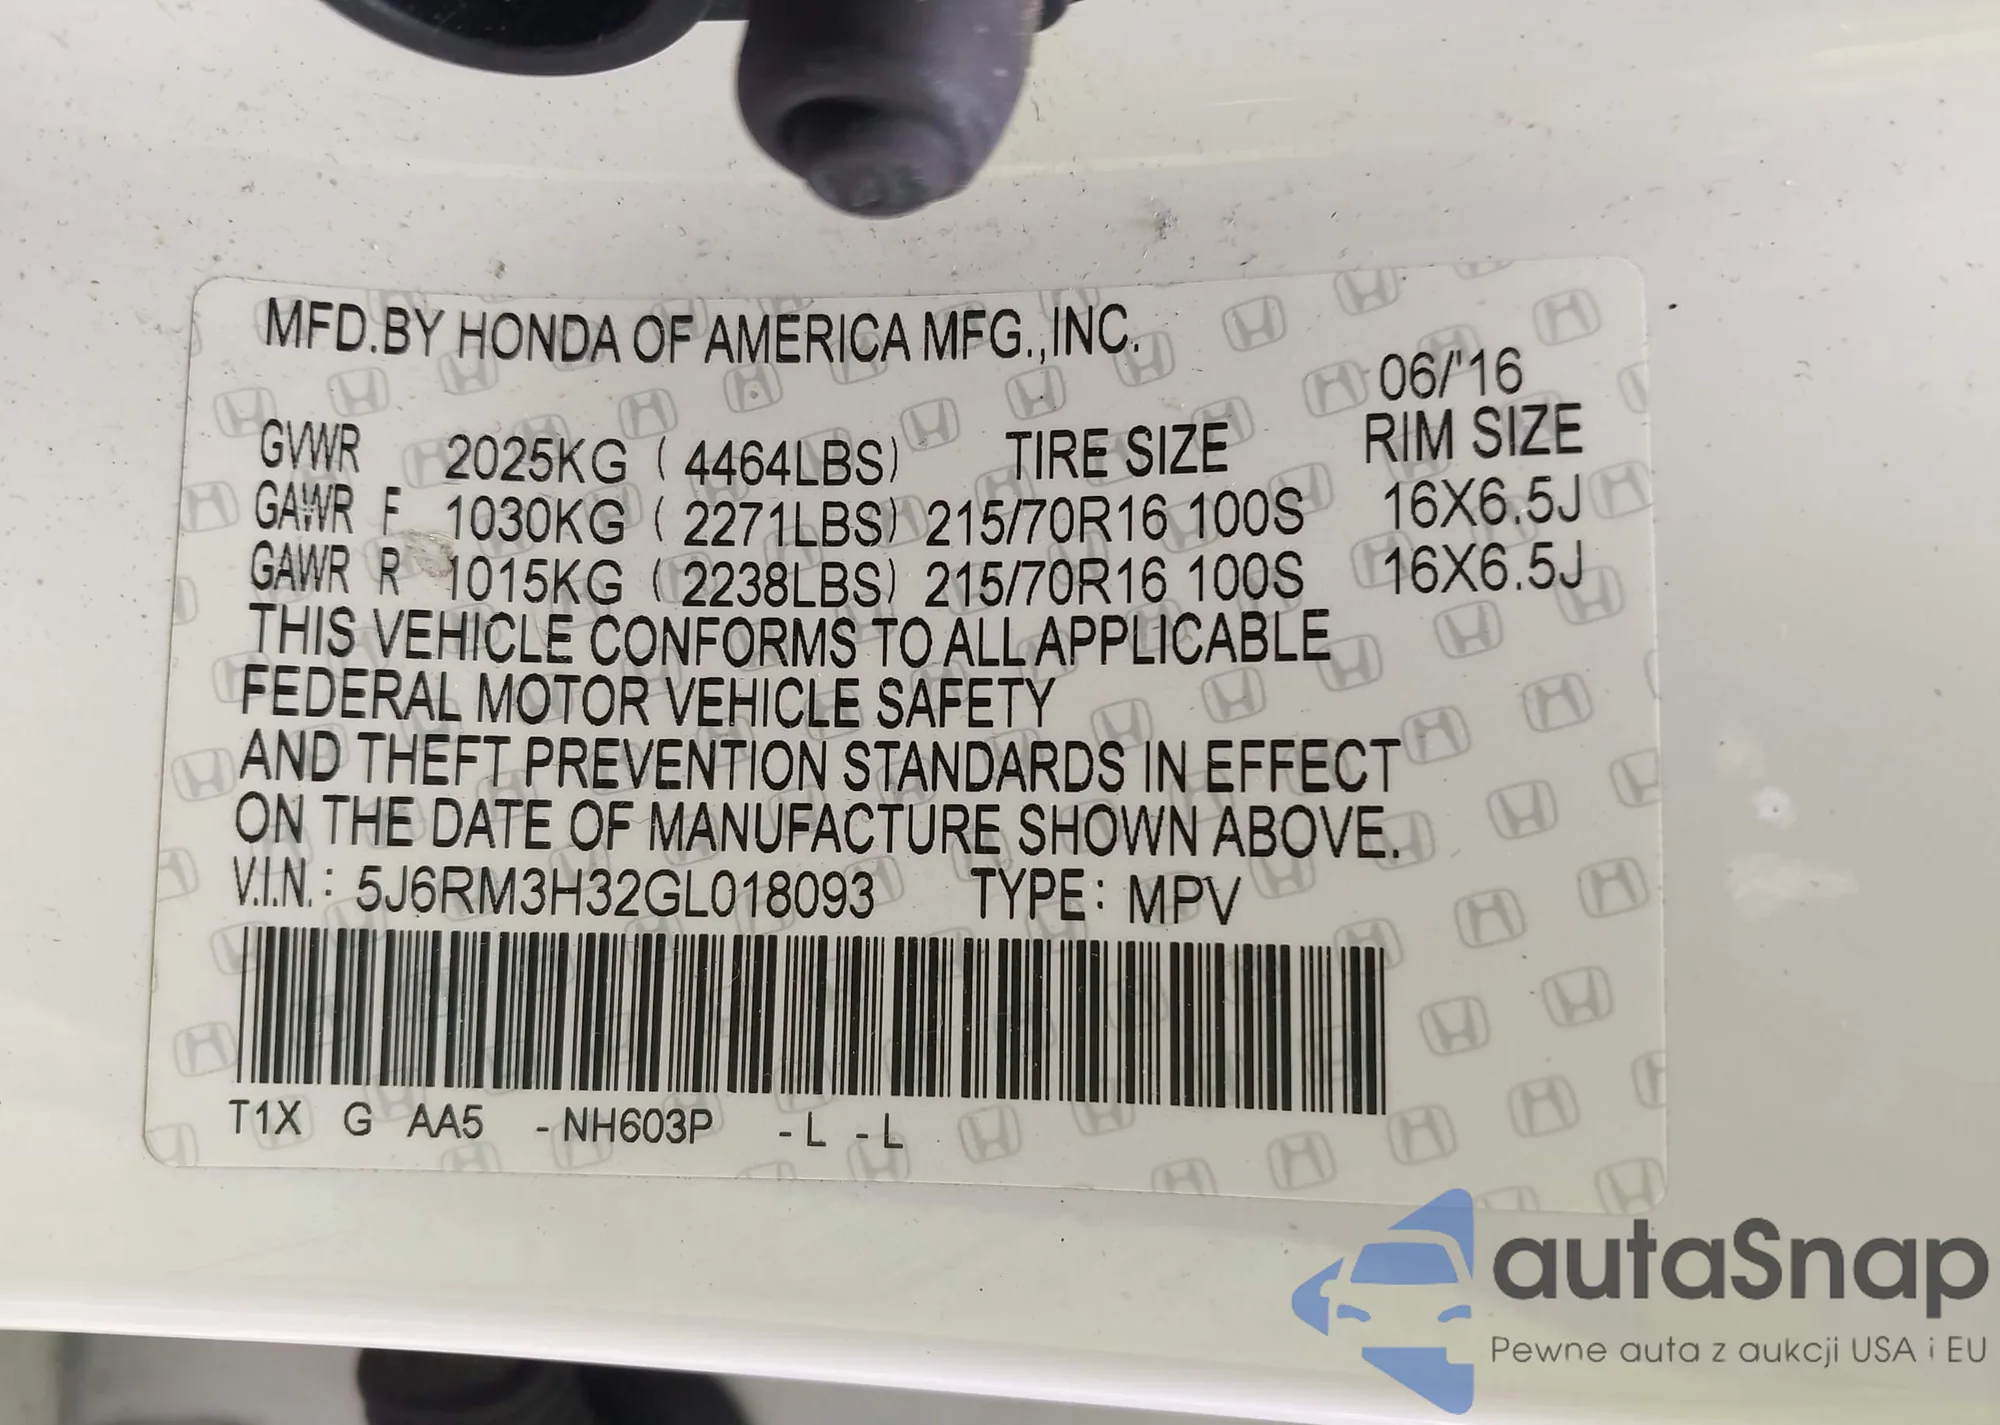 MFD.BY HONDA OF AMERICA MFG.,INC.
06/'16
GVWR 2025KG ( 4464LBS) TIRE SIZE RIM SIZE
GAWR F 1030KG ( 2271LBS) 215/70R16 100S 16X6.5J
GAWR R 1015KG ( 2238LBS) 215/70R16 100S 16X6.5J
THIS VEHICLE CONFORMS TO ALL APPLICABLE
FEDERAL MOTOR VEHICLE SAFETY
AND THEFT PREVENTION STANDARDS IN EFFECT
ON THE DATE OF MANUFACTURE SHOWN ABOVE.
V.I.N.: 5J6RM3H32GL018093 TYPE: MPV
T1X G AA5 -NH603P -L -L
autaSnap
Pewne auta z aukcji USA i EU